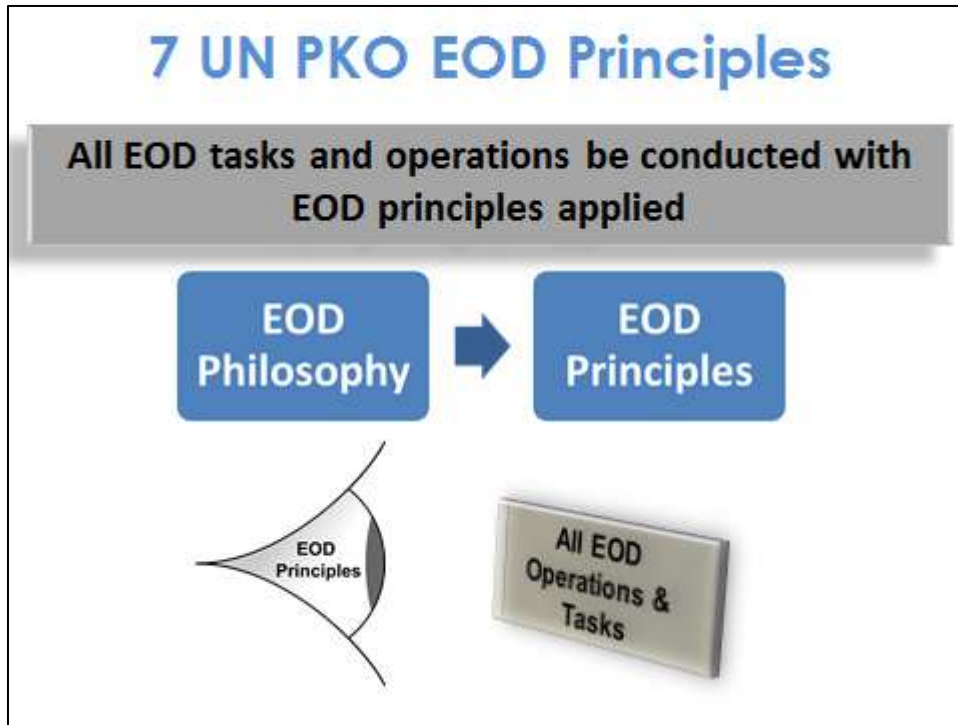 7 UN PKO EOD Principles
All EOD tasks and operations be conducted with
EOD principles applied
EOD
Philosophy
EOD
Principles
EOD
Principles
All EOD
Operations &
Tasks